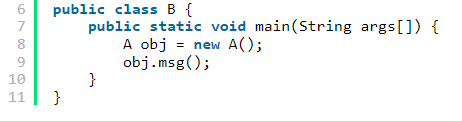 6 public class B {
7     public static void main(String args[]) {
8         A obj = new A();
9         obj.msg();
10     }
11 }